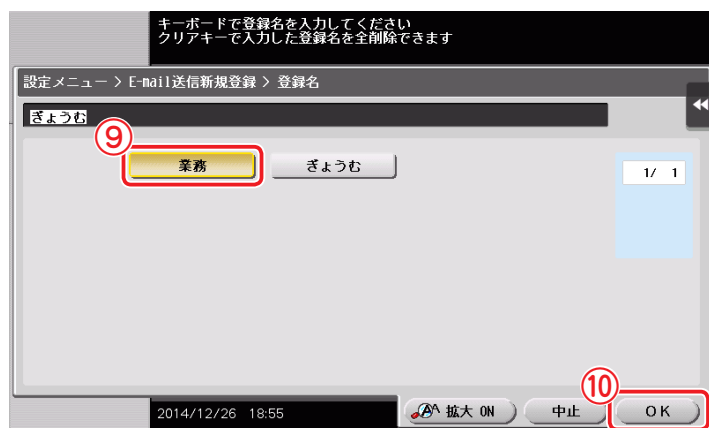 キーボードで登録名を入力してください
クリアキーで入力した登録名を全削除できます
設定メニュー > E-mail送信新規登録 > 登録名
ぎょうむ
⑨
業務 ぎょうむ
1/ 1
⑩
2014/12/26 18:55 拡大 ON 中止 OK